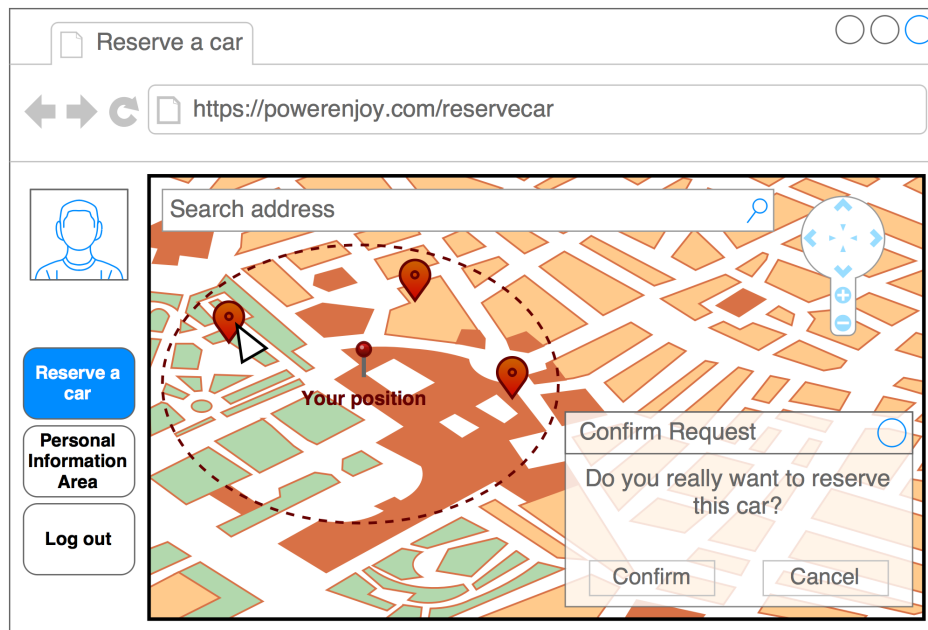 Reserve a car
https://powerenjoy.com/reservecar
Search address
Reserve a
car
Personal
Information
Area
Log out
Your position
Confirm Request
Do you really want to reserve
this car?
Confirm
Cancel